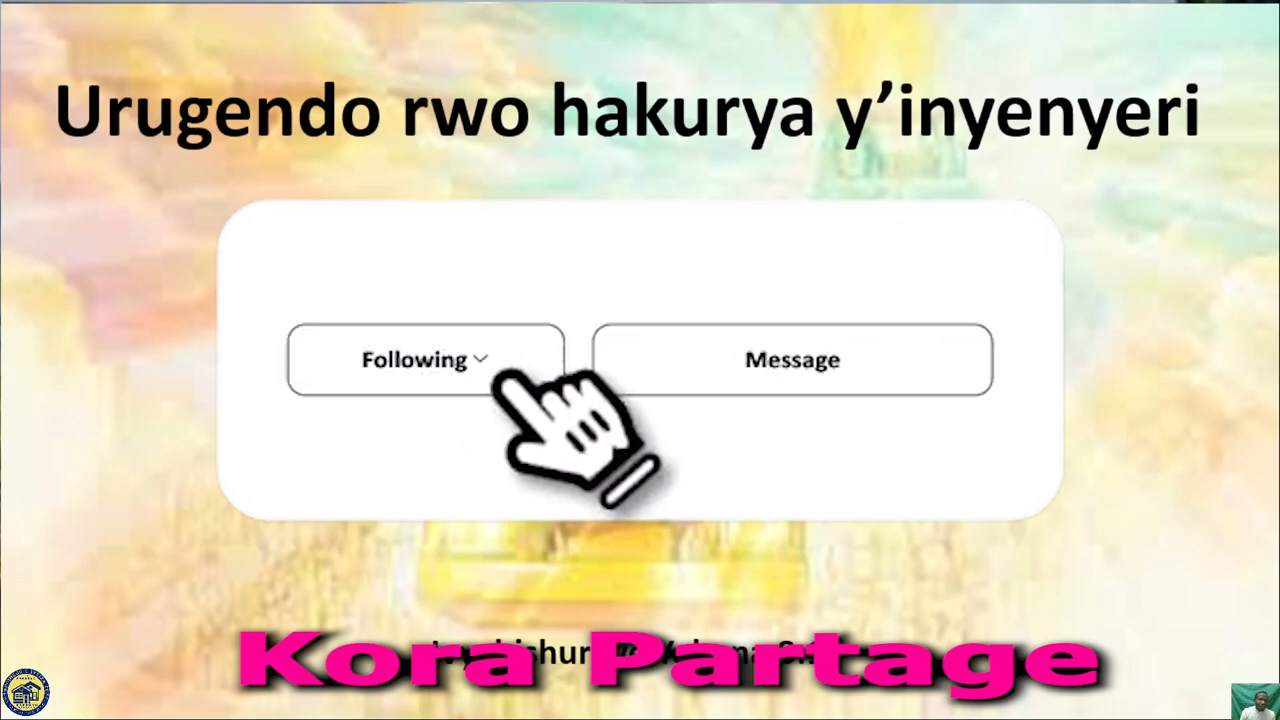 Urugendo rwo hakurya y’inyenyeri
Following
Message
Kora Partage